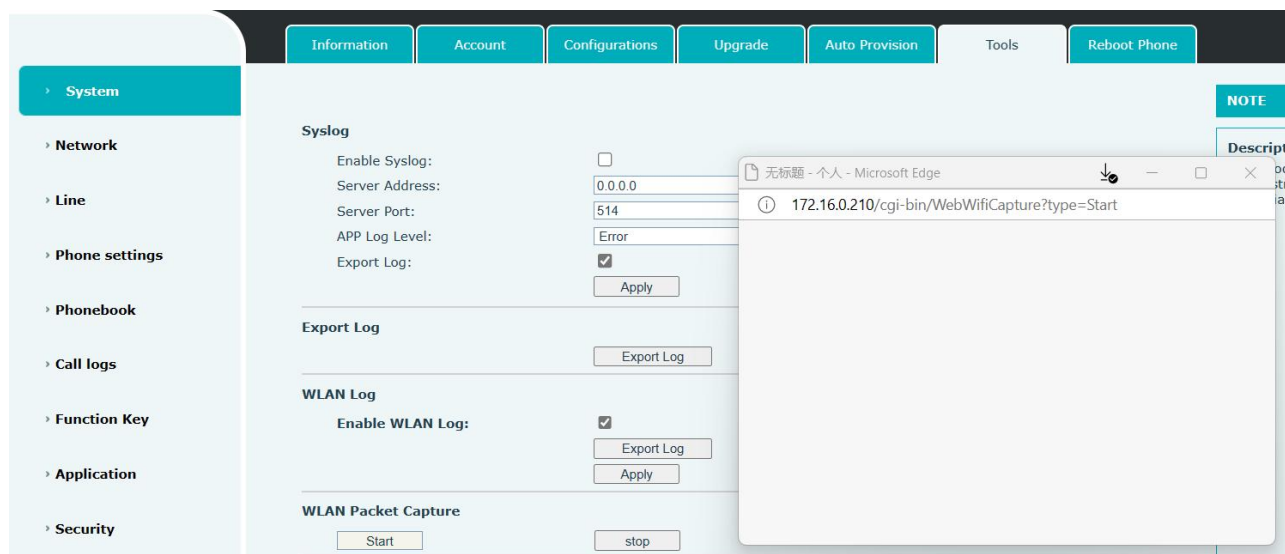 Information Account Configurations Upgrade Auto Provision Tools Reboot Phone
System
Network
Line
Phone settings
Phonebook
Call logs
Function Key
Application
Security
Syslog
Enable Syslog:
Server Address: 0.0.0.0
Server Port: 514
APP Log Level: Error
Export Log:
Apply
Export Log
Export Log
WLAN Log
Enable WLAN Log:
Export Log
Apply
WLAN Packet Capture
Start stop
无标题 - 个人 - Microsoft Edge
172.16.0.210/cgi-bin/WebWifiCapture?type=Start
NOTE
Descript